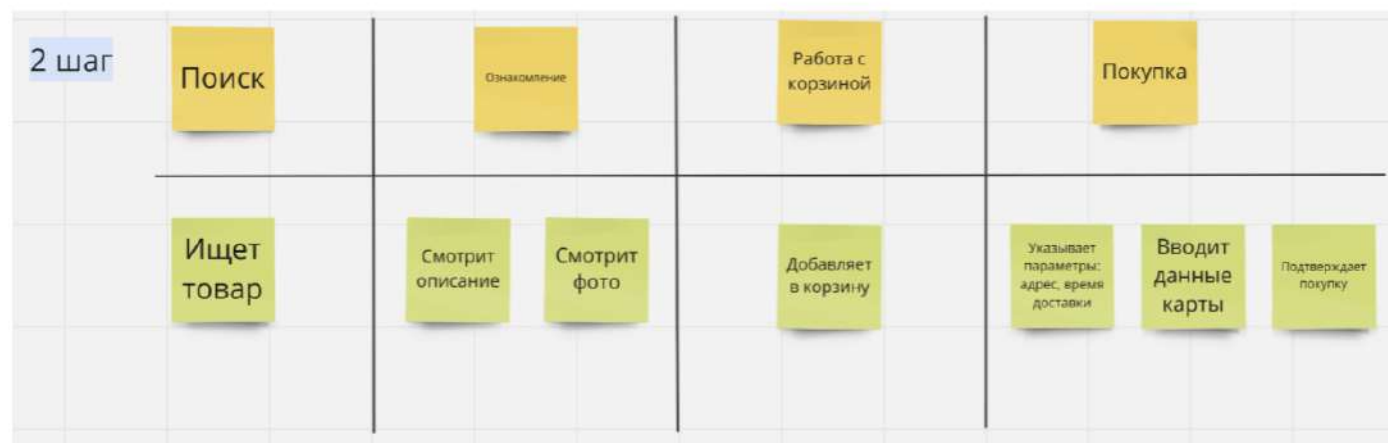 2 шаг
Поиск
Ознакомление
Работа с
корзиной
Покупка
Ищет
товар
Смотрит
описание
Смотрит
фото
Добавляет
в корзину
Указывает
параметры:
адрес, время
доставки
Вводит
данные
карты
Подтверждает
покупку